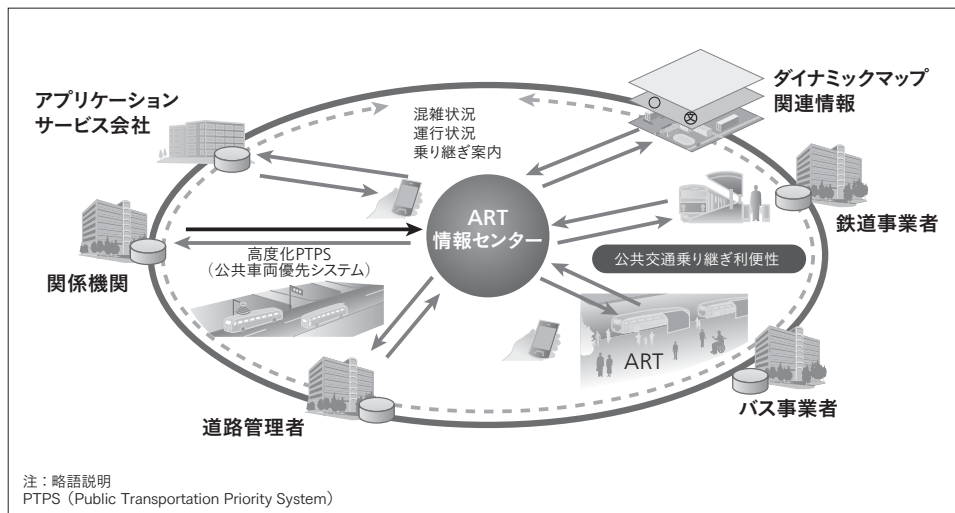 アプリケーション
サービス会社
混雑状況
運行状況
乗り継ぎ案内
ダイナミックマップ
関連情報
文
鉄道事業者
ART
情報センター
関係機関
高度化PTPS
(公共車両優先システム)
公共交通乗り継ぎ利便性
ART
道路管理者
バス事業者
注：略語説明
PTPS（Public Transportation Priority System）